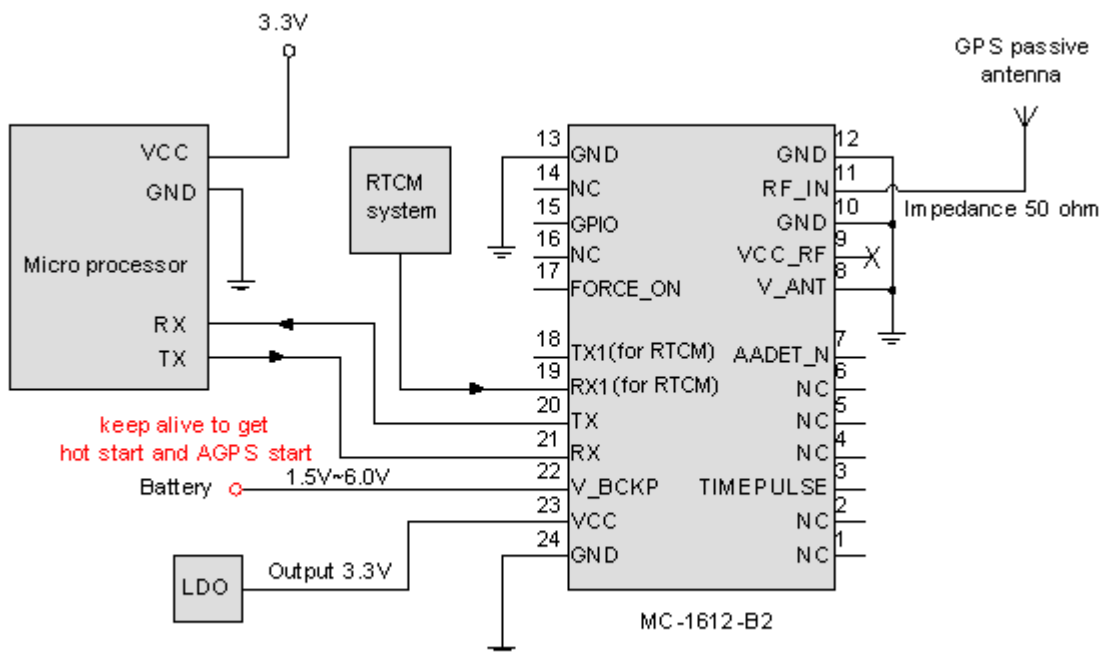 3.3V
GPS passive
antenna
VCC
GND
Micro processor
RX
TX
RTCM
system
13
GND
14
NC
15
GPIO
16
NC
17
FORCE_ON
18
TX1(for RTCM)
19
RX1(for RTCM)
20
TX
21
RX
22
V_BCKP
23
VCC
24
GND
12
GND
11
RF_IN
10
GND
9
VCC_RF
8
V_ANT
7
AADET_N
6
NC
5
NC
4
NC
3
TIMEPULSE
2
NC
1
NC
Impedance 50 ohm
keep alive to get
hot start and AGPS start
Battery
1.5V~6.0V
LDO
Output 3.3V
MC-1612-B2